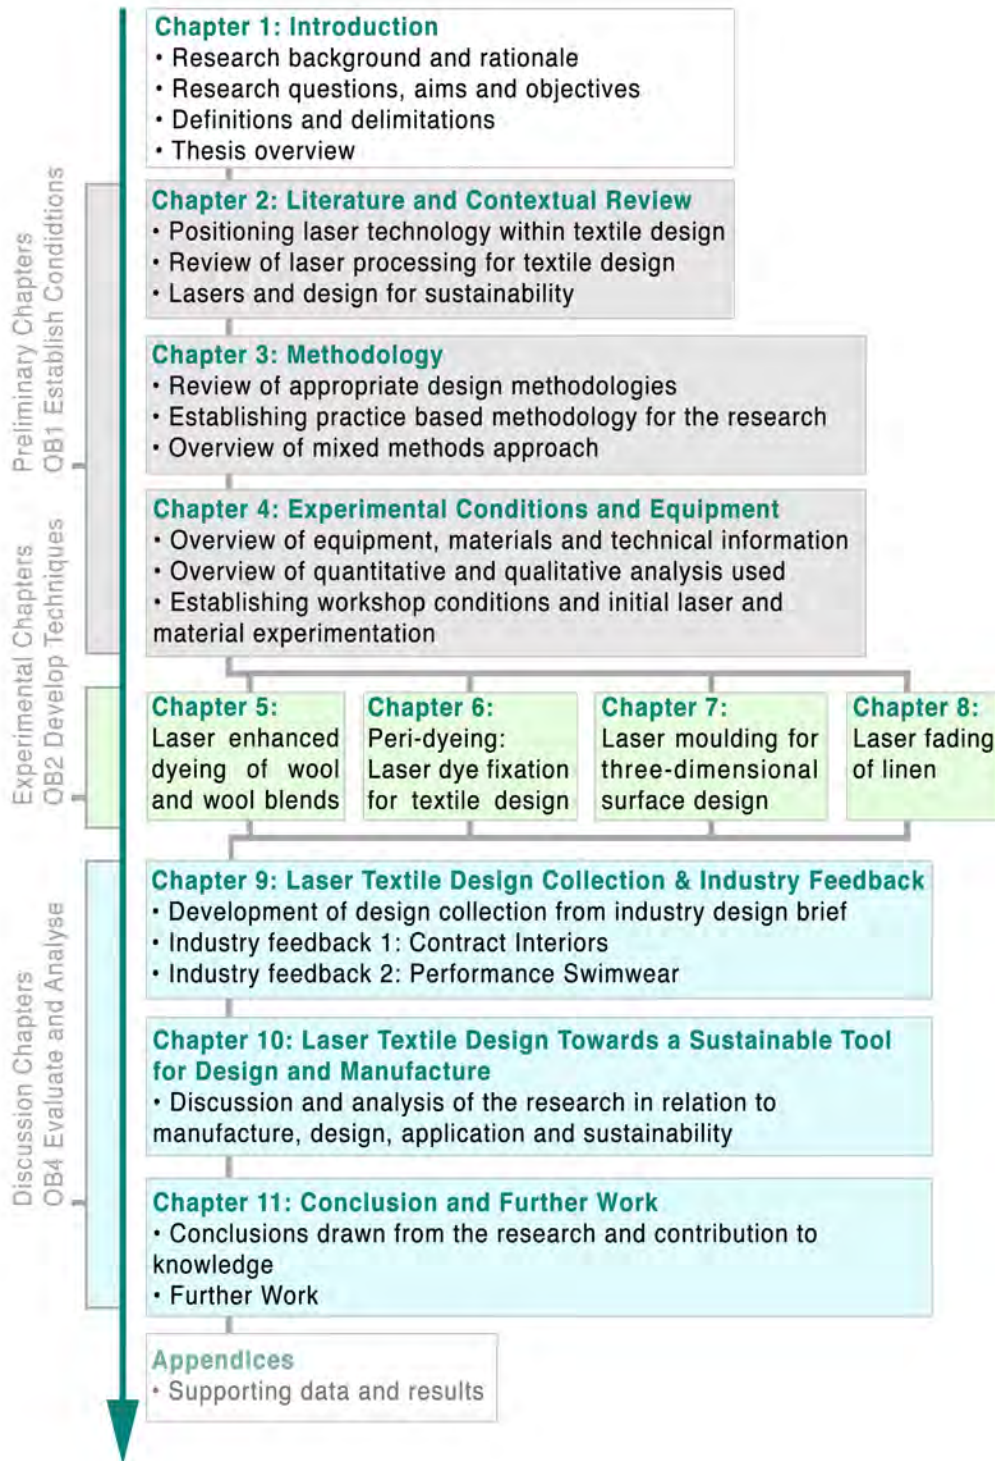 Chapter 1: Introduction
• Research background and rationale
• Research questions, aims and objectives
• Definitions and delimitations
• Thesis overview
Preliminary Chapters
OB1 Establish Condidtions
Chapter 2: Literature and Contextual Review
• Positioning laser technology within textile design
• Review of laser processing for textile design
• Lasers and design for sustainability
Chapter 3: Methodology
• Review of appropriate design methodologies
• Establishing practice based methodology for the research
• Overview of mixed methods approach
Chapter 4: Experimental Conditions and Equipment
• Overview of equipment, materials and technical information
• Overview of quantitative and qualitative analysis used
• Establishing workshop conditions and initial laser and
material experimentation
Experimental Chapters
OB2 Develop Techniques
Chapter 5:
Laser enhanced
dyeing of wool
and wool blends
Chapter 6:
Peri-dyeing:
Laser dye fixation
for textile design
Chapter 7:
Laser moulding for
three-dimensional
surface design
Chapter 8:
Laser fading
of linen
Discussion Chapters
OB4 Evaluate and Analyse
Chapter 9: Laser Textile Design Collection & Industry Feedback
• Development of design collection from industry design brief
• Industry feedback 1: Contract Interiors
• Industry feedback 2: Performance Swimwear
Chapter 10: Laser Textile Design Towards a Sustainable Tool
for Design and Manufacture
• Discussion and analysis of the research in relation to
manufacture, design, application and sustainability
Chapter 11: Conclusion and Further Work
• Conclusions drawn from the research and contribution to
knowledge
• Further Work
Appendices
• Supporting data and results